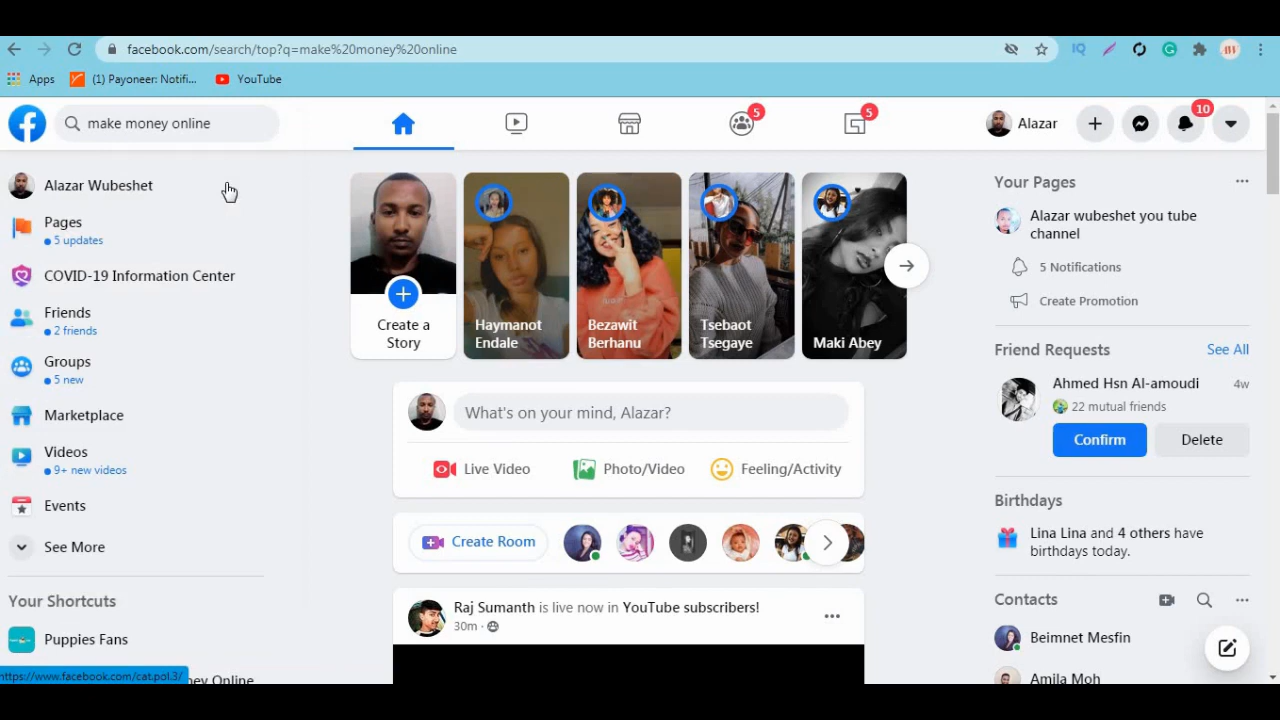 facebook.com/search/top?q=make%20money%20online
Apps
(1) Payoneer: Notifi...
YouTube
make money online
5
5
Alazar
10
Alazar Wubeshet
Pages
5 updates
COVID-19 Information Center
Friends
2 friends
Groups
5 new
Marketplace
Videos
9+ new videos
Events
See More
Your Shortcuts
Puppies Fans
ney Online
https://www.facebook.com/cat.pol.3/
Create a
Story
Haymanot
Endale
Bezawit
Berhanu
Tsebaot
Tsegaye
Maki Abey
What's on your mind, Alazar?
Live Video
Photo/Video
Feeling/Activity
Create Room
Raj Sumanth is live now in YouTube subscribers!
30m ·
Your Pages
Alazar wubeshet you tube
channel
5 Notifications
Create Promotion
Friend Requests
See All
Ahmed Hsn Al-amoudi
4w
22 mutual friends
Confirm
Delete
Birthdays
Lina Lina and 4 others have
birthdays today.
Contacts
Beimnet Mesfin
Amila Moh